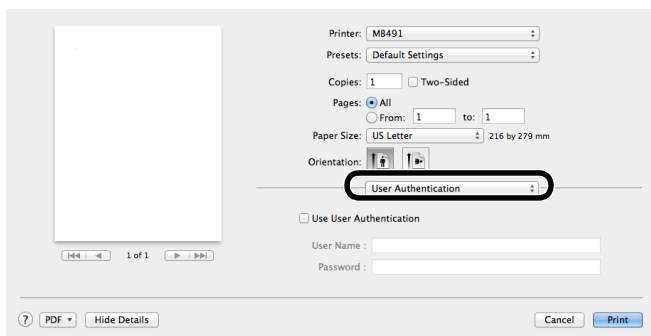 Printer: MB491
Presets: Default Settings
Copies: 1 Two-Sided
Pages: All
From: 1 to: 1
Paper Size: US Letter 216 by 279 mm
Orientation:
User Authentication
Use User Authentication
User Name :
Password :
1 of 1
? PDF Hide Details Cancel Print